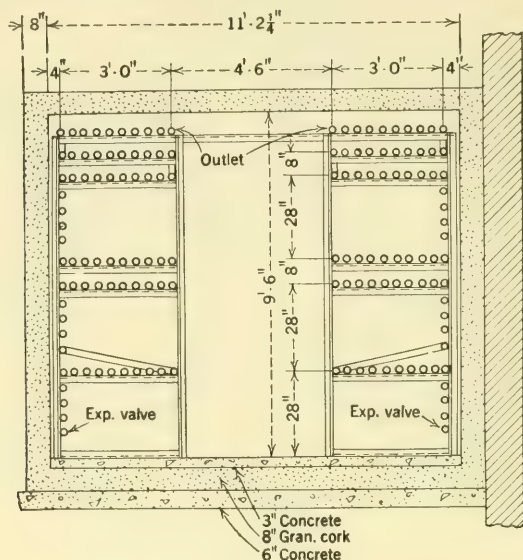 8"
11'·2¼"
4"
3'·0"
4'·6"
3'·0"
4"
Outlet
8"
28"
8"
9'·6"
28"
28"
Exp. valve
Exp. valve
3" Concrete
8" Gran. cork
6" Concrete